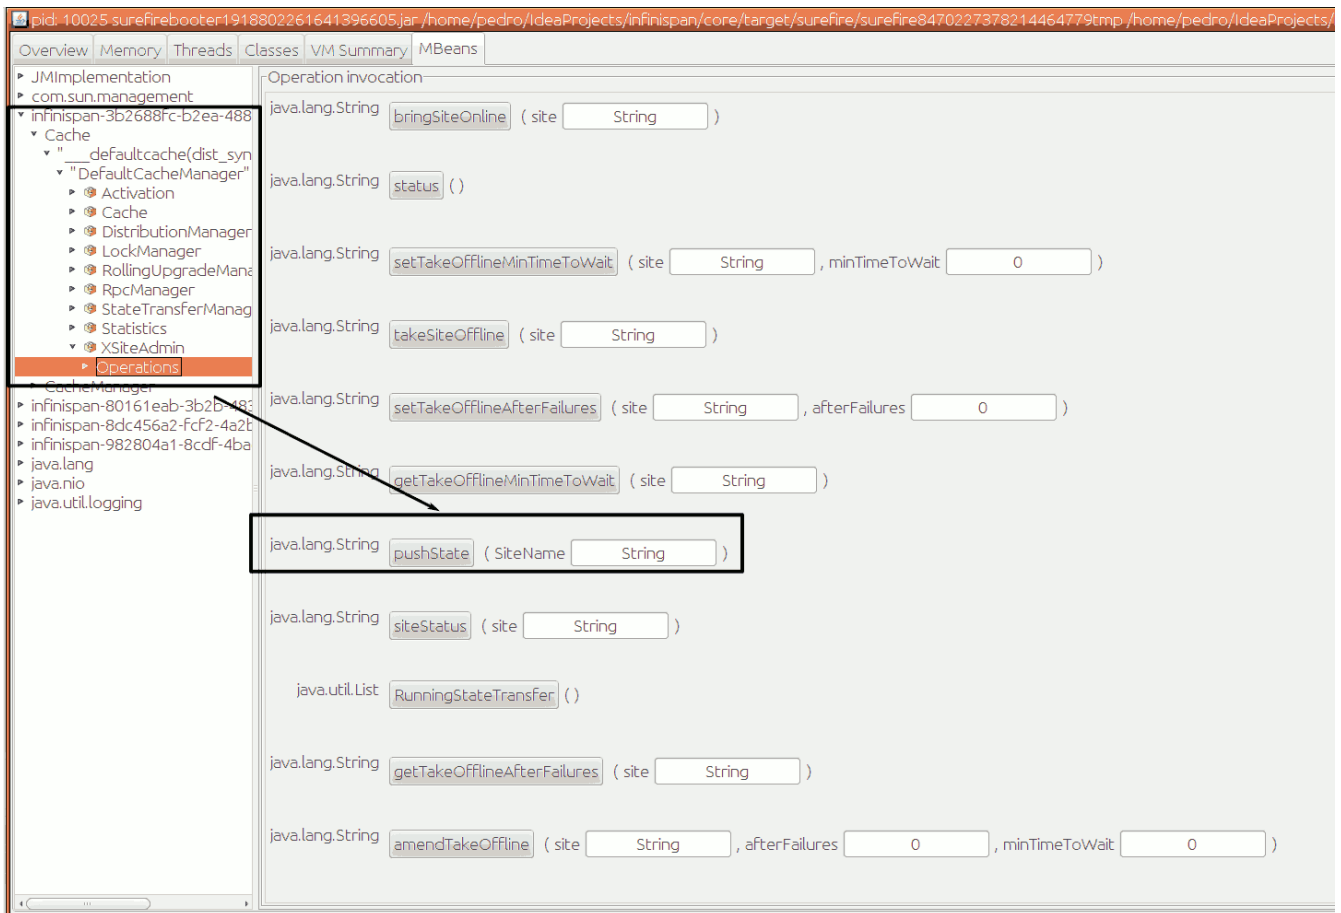 pid: 10025 surefirebooter1918802261641396605.jar /home/pedro/IdeaProjects/infinispan/core/target/surefire/surefire8470227378214464779tmp /home/pedro/IdeaProjects/
Overview Memory Threads Classes VM Summary MBeans
JMImplementation
com.sun.management
infinispan-3b2688fc-b2ea-488
Cache
"___defaultcache(dist_syn
"DefaultCacheManager"
Activation
Cache
DistributionManager
LockManager
RollingUpgradeMana
RpcManager
StateTransferManag
Statistics
XSiteAdmin
Operations
CacheManager
infinispan-80161eab-3b2b-483
infinispan-8dc456a2-fcf2-4a2b
infinispan-982804a1-8cdf-4ba
java.lang
java.nio
java.util.logging
Operation invocation
java.lang.String bringSiteOnline ( site String )
java.lang.String status ( )
java.lang.String setTakeOfflineMinTimeToWait ( site String , minTimeToWait 0 )
java.lang.String takeSiteOffline ( site String )
java.lang.String setTakeOfflineAfterFailures ( site String , afterFailures 0 )
java.lang.String getTakeOfflineMinTimeToWait ( site String )
java.lang.String pushState ( SiteName String )
java.lang.String siteStatus ( site String )
java.util.List RunningStateTransfer ( )
java.lang.String getTakeOfflineAfterFailures ( site String )
java.lang.String amendTakeOffline ( site String , afterFailures 0 , minTimeToWait 0 )